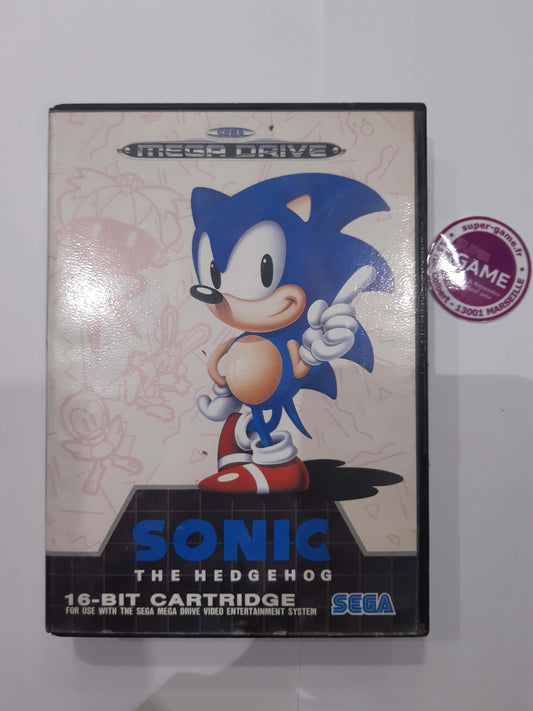 SEGA
MEGA DRIVE
super-game.fr
GAME
13001 MARSEILLE
SONIC
THE HEDGEHOG
16-BIT CARTRIDGE
FOR USE WITH THE SEGA MEGA DRIVE VIDEO ENTERTAINMENT SYSTEM
SEGA